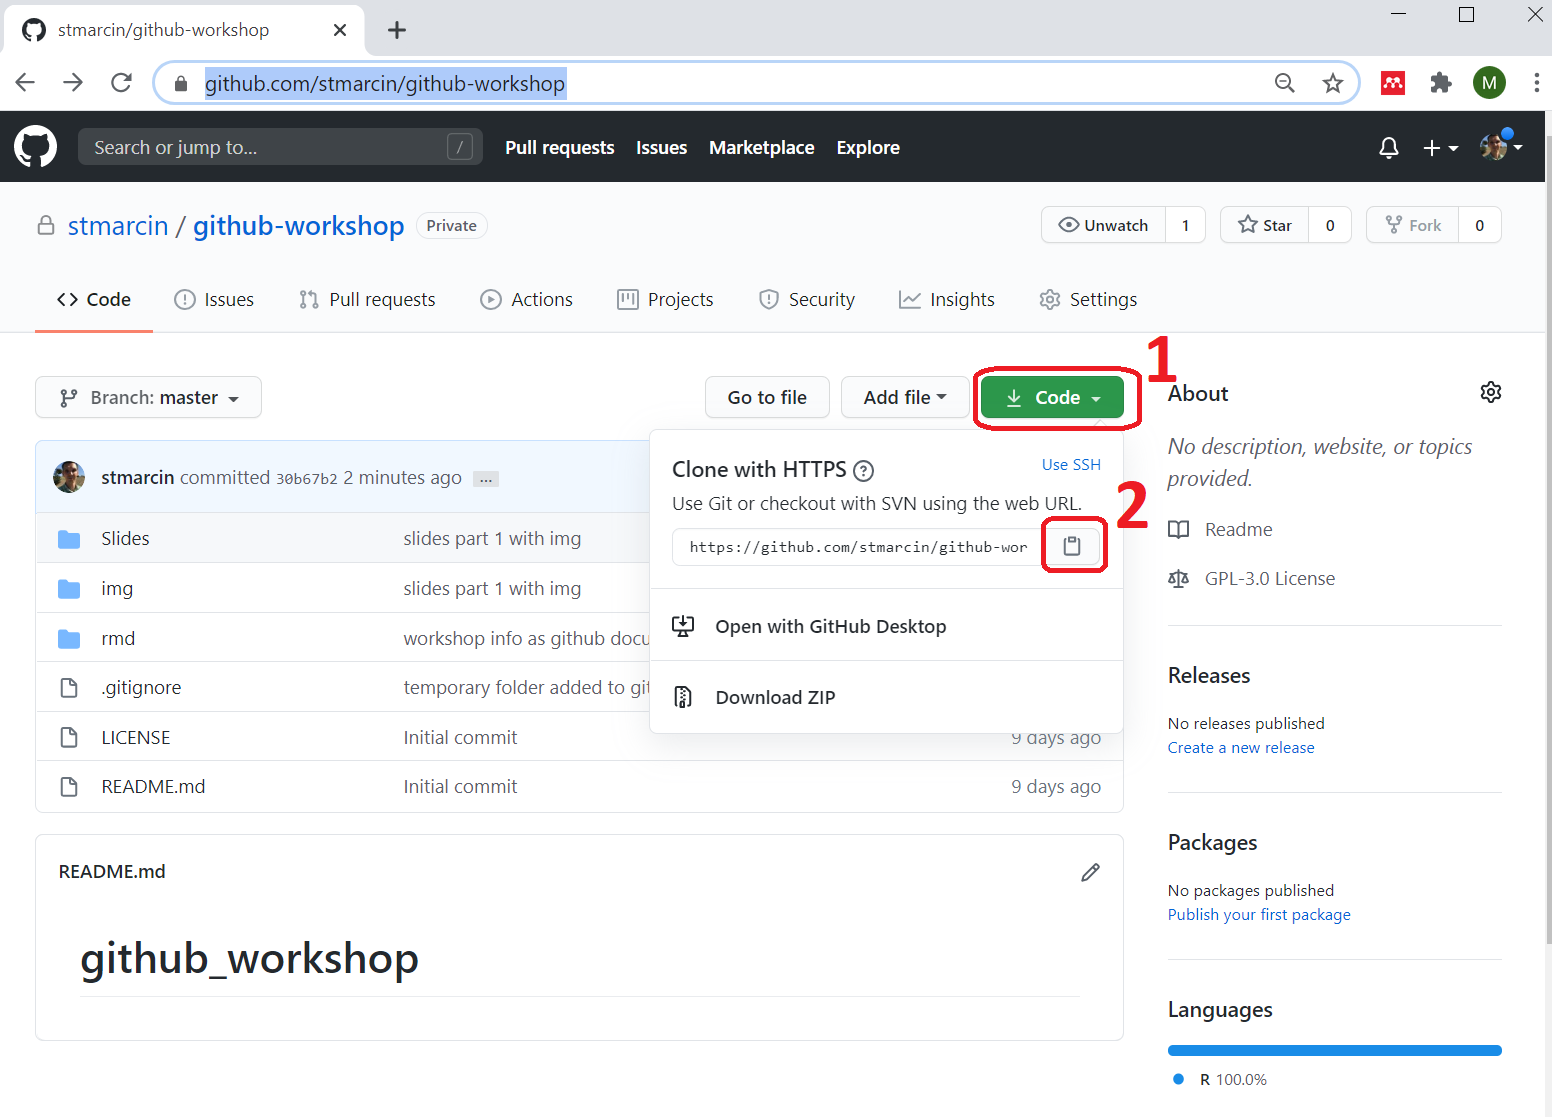 stmarcin/github-workshop
github.com/stmarcin/github-workshop
M
Search or jump to... /
Pull requests Issues Marketplace Explore
stmarcin / github-workshop Private
Unwatch 1 Star 0 Fork 0
Code Issues Pull requests Actions Projects Security Insights Settings
1
Branch: master Go to file Add file Code
Clone with HTTPS ? Use SSH
Use Git or checkout with SVN using the web URL.
2
https://github.com/stmarcin/github-wor
Open with GitHub Desktop
Download ZIP
stmarcin committed 30b67b2 2 minutes ago ...
Slides slides part 1 with img
img slides part 1 with img
rmd workshop info as github docu
.gitignore temporary folder added to git
LICENSE Initial commit 9 days ago
README.md Initial commit 9 days ago
README.md
github_workshop
About
No description, website, or topics
provided.
Readme
GPL-3.0 License
Releases
No releases published
Create a new release
Packages
No packages published
Publish your first package
Languages
R 100.0%